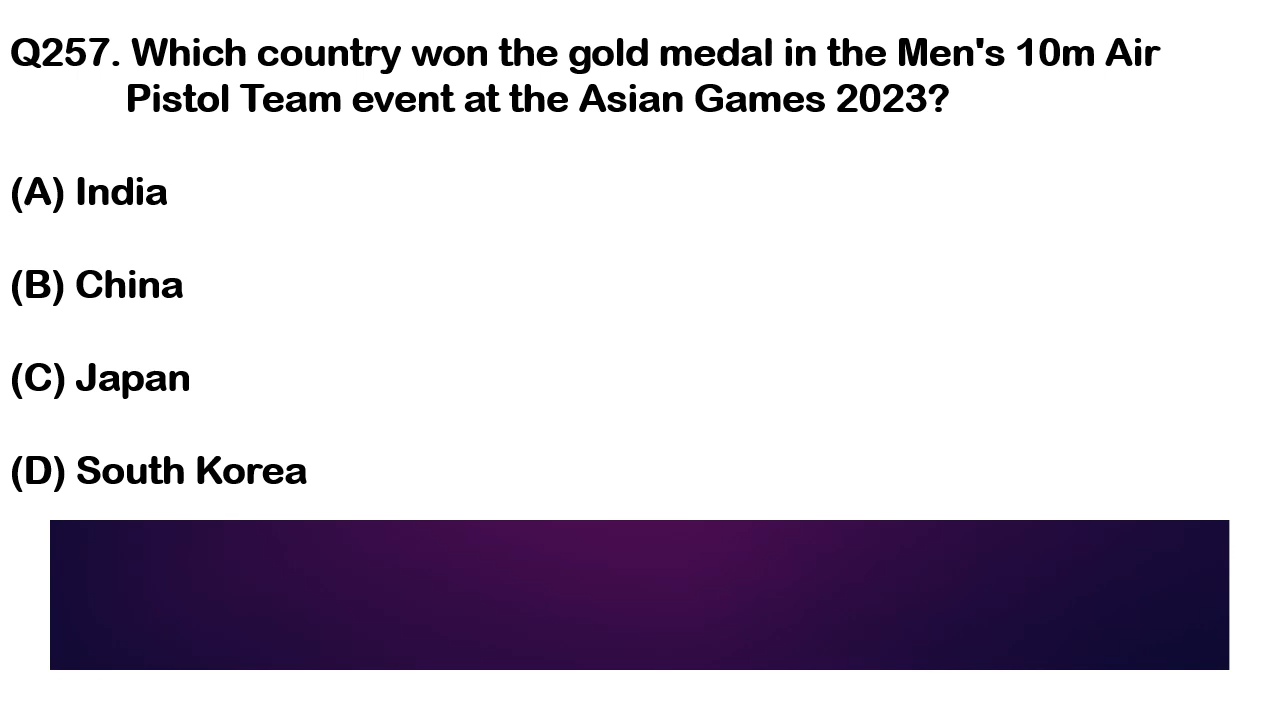 Q257. Which country won the gold medal in the Men's 10m Air
Pistol Team event at the Asian Games 2023?
(A) India
(B) China
(C) Japan
(D) South Korea